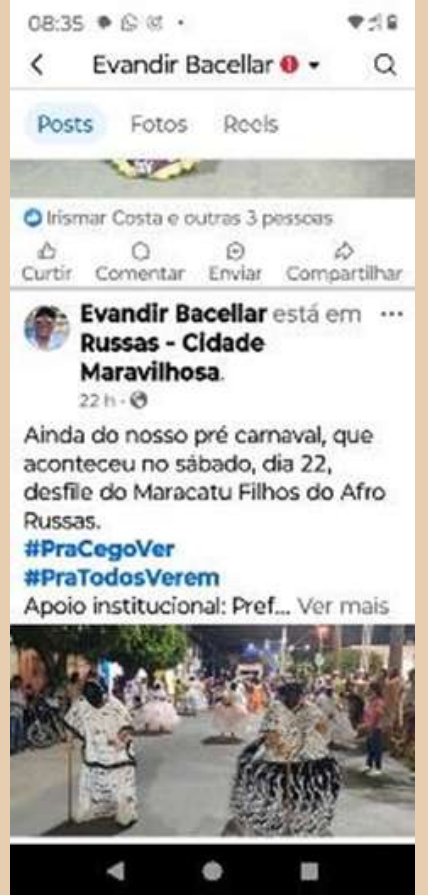 08:35
Evandir Bacellar
Posts Fotos Reels
Irismar Costa e outras 3 pessoas
Curtir Comentar Enviar Compartilhar
Evandir Bacellar está em
Russas - Cidade
Maravilhosa.
22 h
Ainda do nosso pré carnaval, que
aconteceu no sábado, dia 22,
desfile do Maracatu Filhos do Afro
Russas.
#PraCegoVer
#PraTodosVerem
Apoio institucional: Pref... Ver mais